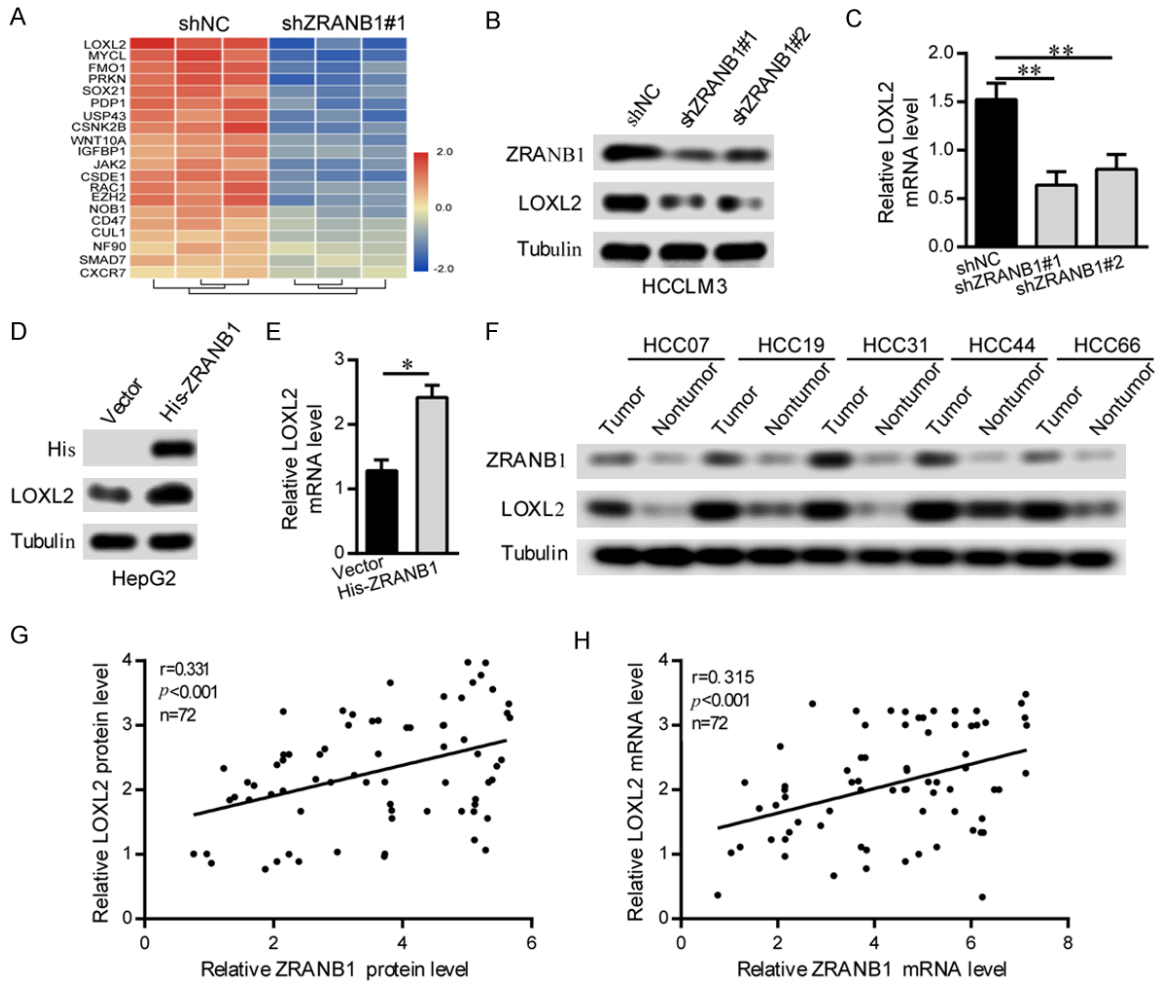 A
shNC shZRANB1#1
LOXL2
MYCL
FMO1
PRKN
SOX21
PDP1
USP43
CSNK2B
WNT10A
IGFBP1
JAK2
CSDE1
RAC1
EZH2
NOB1
CD47
CUL1
NF90
SMAD7
CXCR7
2.0
1.0
0.0
-2.0
B
shNC
shZRANB1#1
shZRANB1#2
ZRANB1
LOXL2
Tubulin
HCCLM3
C
Relative LOXL2
mRNA level
2.0
1.5
1.0
0.5
0.0
**
**
shNC
shZRANB1#1
shZRANB1#2
D
Vector
His-ZRANB1
His
LOXL2
Tubulin
HepG2
E
Relative LOXL2
mRNA level
3
2
1
0
*
Vector
His-ZRANB1
F
HCC07 HCC19 HCC31 HCC44 HCC66
Tumor Nontumor Tumor Nontumor Tumor Nontumor Tumor Nontumor Tumor Nontumor
ZRANB1
LOXL2
Tubulin
G
Relative LOXL2 protein level
4
3
2
1
0
r=0.331
p<0.001
n=72
0 2 4 6
Relative ZRANB1 protein level
H
Relative LOXL2 mRNA level
4
3
2
1
0
r=0.315
p<0.001
n=72
0 2 4 6 8
Relative ZRANB1 mRNA level